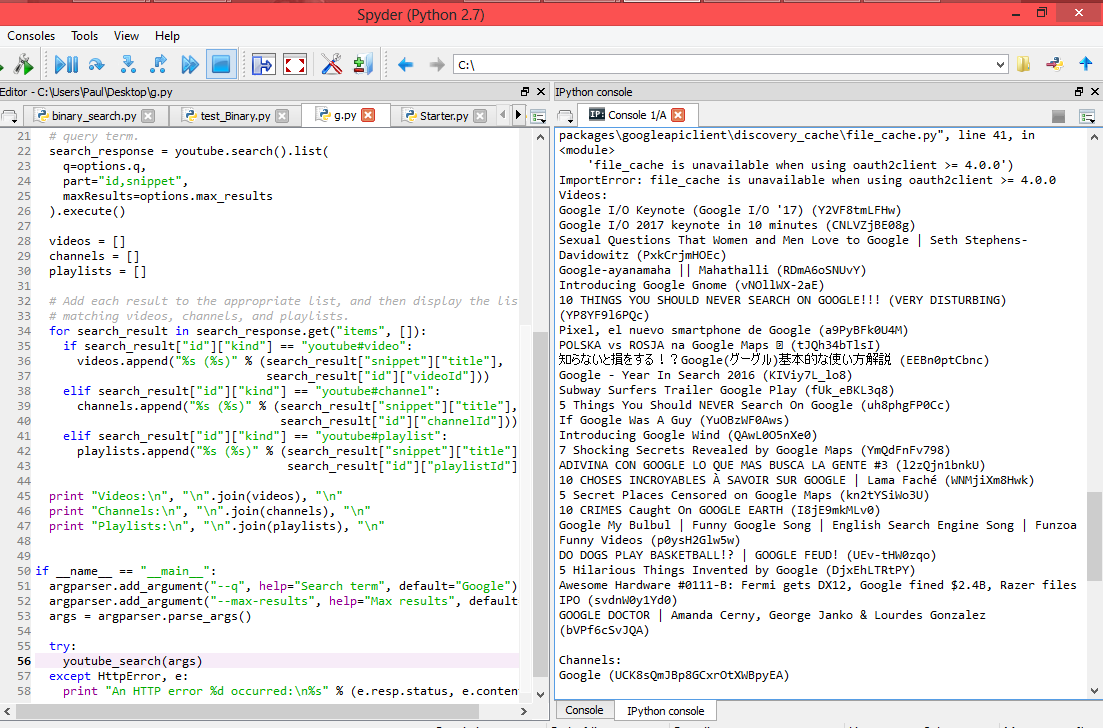 Spyder (Python 2.7)
Consoles Tools View Help
C:\
Editor - C:\Users\Paul\Desktop\g.py
binary_search.py test_Binary.py g.py Starter.py
21 # query term.
22 search_response = youtube.search().list(
23 q=options.q,
24 part="id,snippet",
25 maxResults=options.max_results
26 ).execute()
27
28 videos = []
29 channels = []
30 playlists = []
31
32 # Add each result to the appropriate list, and then display the lis
33 # matching videos, channels, and playlists.
34 for search_result in search_response.get("items", []):
35 if search_result["id"]["kind"] == "youtube#video":
36 videos.append("%s (%s)" % (search_result["snippet"]["title"],
37 search_result["id"]["videoId"]))
38 elif search_result["id"]["kind"] == "youtube#channel":
39 channels.append("%s (%s)" % (search_result["snippet"]["title"],
40 search_result["id"]["channelId"]))
41 elif search_result["id"]["kind"] == "youtube#playlist":
42 playlists.append("%s (%s)" % (search_result["snippet"]["title"]
43 search_result["id"]["playlistId"]
44
45 print "Videos:\n", "\n".join(videos), "\n"
46 print "Channels:\n", "\n".join(channels), "\n"
47 print "Playlists:\n", "\n".join(playlists), "\n"
48
49
50 if __name__ == "__main__":
51 argparser.add_argument("--q", help="Search term", default="Google")
52 argparser.add_argument("--max-results", help="Max results", default
53 args = argparser.parse_args()
54
55 try:
56 youtube_search(args)
57 except HttpError, e:
58 print "An HTTP error %d occurred:\n%s" % (e.resp.status, e.conten
IPython console
IP: Console 1/A
packages\googleapiclient\discovery_cache\file_cache.py", line 41, in
<module>
'file_cache is unavailable when using oauth2client >= 4.0.0')
ImportError: file_cache is unavailable when using oauth2client >= 4.0.0
Videos:
Google I/O Keynote (Google I/O '17) (Y2VF8tmLFHw)
Google I/O 2017 keynote in 10 minutes (CNLVZjBE08g)
Sexual Questions That Women and Men Love to Google | Seth Stephens-
Davidowitz (PxkCrjmHOEc)
Google-ayanamaha || Mahathalli (RDmA6oSNUvY)
Introducing Google Gnome (vNOllWX-2aE)
10 THINGS YOU SHOULD NEVER SEARCH ON GOOGLE!!! (VERY DISTURBING)
(YP8YF9l6PQc)
Pixel, el nuevo smartphone de Google (a9PyBFk0U4M)
POLSKA vs ROSJA na Google Maps (tJQh34bTlsI)
知らないと損をする！？Google(グーグル)基本的な使い方解説 (EEBn0ptCbnc)
Google - Year In Search 2016 (KIViy7L_lo8)
Subway Surfers Trailer Google Play (fUk_eBKL3q8)
5 Things You Should NEVER Search On Google (uh8phgFP0Cc)
If Google Was A Guy (YuOBzWF0Aws)
Introducing Google Wind (QAwL0O5nXe0)
7 Shocking Secrets Revealed by Google Maps (YmQdFnFv798)
ADIVINA CON GOOGLE LO QUE MAS BUSCA LA GENTE #3 (l2zQjn1bnkU)
10 CHOSES INCROYABLES À SAVOIR SUR GOOGLE | Lama Faché (WNMjiXm8Hwk)
5 Secret Places Censored on Google Maps (kn2tYSiWo3U)
10 CRIMES Caught On GOOGLE EARTH (I8jE9mkMLv0)
Google My Bulbul | Funny Google Song | English Search Engine Song | Funzoa
Funny Videos (p0ysH2Glw5w)
DO DOGS PLAY BASKETBALL!? | GOOGLE FEUD! (UEv-tHW0zqo)
5 Hilarious Things Invented by Google (DjxEhLTRtPY)
Awesome Hardware #0111-B: Fermi gets DX12, Google fined $2.4B, Razer files
IPO (svdnW0y1Yd0)
GOOGLE DOCTOR | Amanda Cerny, George Janko & Lourdes Gonzalez
(bVPf6cSvJQA)
Channels:
Google (UCK8sQmJBp8GCxrOtXWBpyEA)
Console IPython console